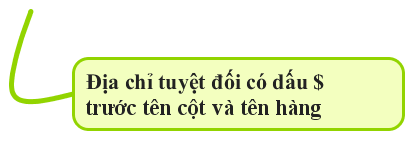 Địa chỉ tuyệt đối có dấu $
trước tên cột và tên hàng